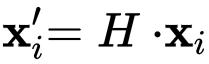 𝐱′ᵢ = H · 𝐱ᵢ